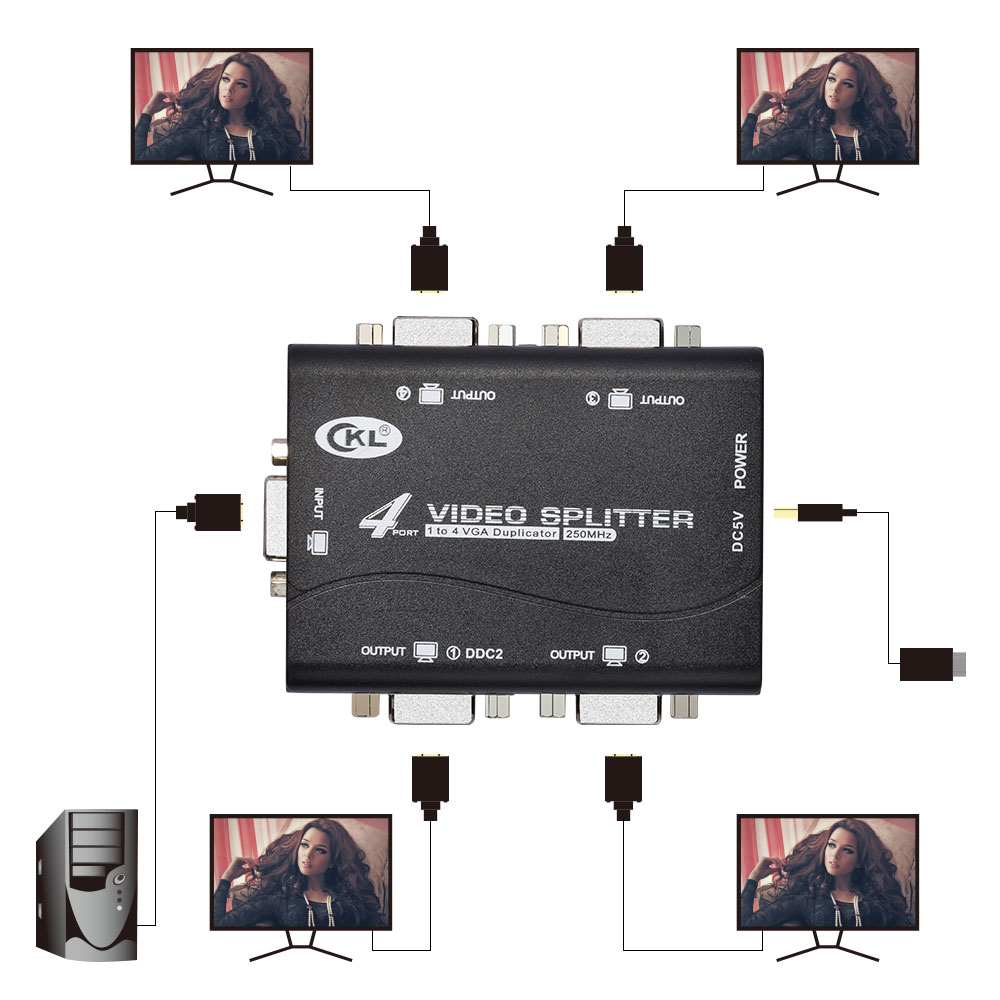 ④ OUTPUT
③ OUTPUT
CKL®
INPUT
POWER
DC5V
4 PORT
VIDEO SPLITTER
1 to 4 VGA Duplicator 250MHz
OUTPUT ① DDC2
OUTPUT ②